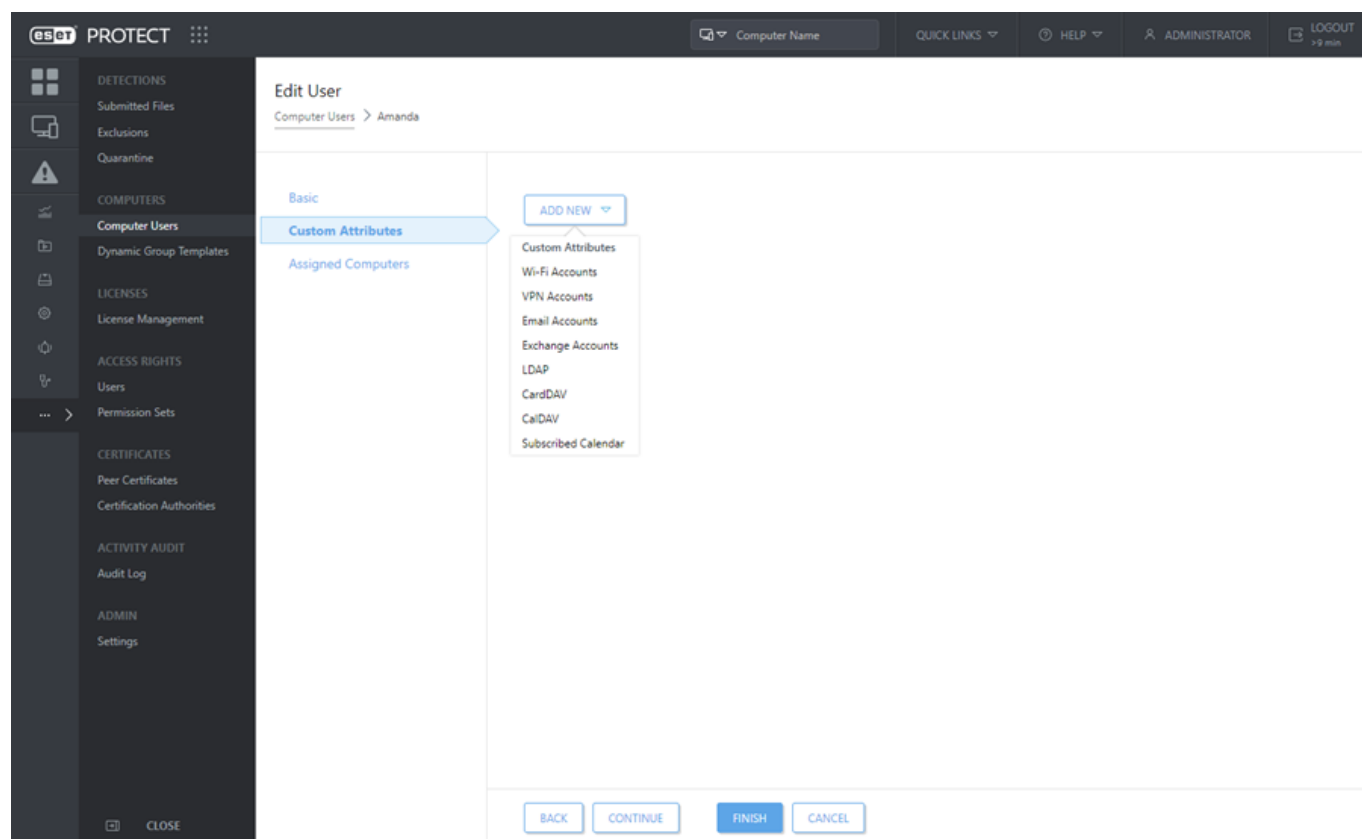 eset PROTECT
Computer Name
QUICK LINKS
HELP
ADMINISTRATOR
LOGOUT
>9 min
DETECTIONS
Submitted Files
Exclusions
Quarantine
COMPUTERS
Computer Users
Dynamic Group Templates
LICENSES
License Management
ACCESS RIGHTS
Users
Permission Sets
CERTIFICATES
Peer Certificates
Certification Authorities
ACTIVITY AUDIT
Audit Log
ADMIN
Settings
CLOSE
Edit User
Computer Users > Amanda
Basic
Custom Attributes
Assigned Computers
ADD NEW
Custom Attributes
Wi-Fi Accounts
VPN Accounts
Email Accounts
Exchange Accounts
LDAP
CardDAV
CalDAV
Subscribed Calendar
BACK
CONTINUE
FINISH
CANCEL